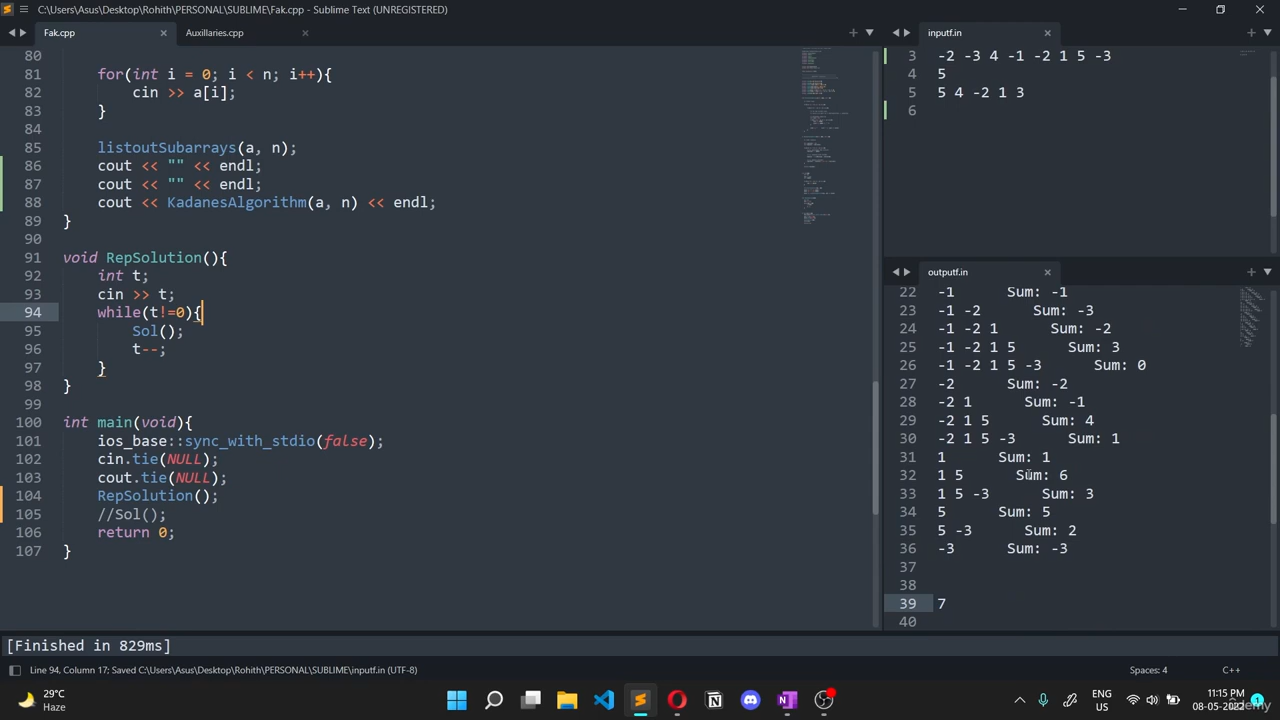 C:\Users\Asus\Desktop\Rohith\PERSONAL\SUBLIME\Fak.cpp - Sublime Text (UNREGISTERED)
Fak.cpp
Auxillaries.cpp
80
81 for(int i = 0; i < n; i++){
82 cin >> a[i];
83 }
84
85 listoutSubarrays(a, n);
86 cout << "" << endl;
87 cout << "" << endl;
88 cout << KadanesAlgorithm(a, n) << endl;
89 }
90
91 void RepSolution(){
92 int t;
93 cin >> t;
94 while(t!=0){
95 Sol();
96 t--;
97 }
98 }
99
100 int main(void){
101 ios_base::sync_with_stdio(false);
102 cin.tie(NULL);
103 cout.tie(NULL);
104 RepSolution();
105 //Sol();
106 return 0;
107 }
inputf.in
3 -2 -3 4 -1 -2 1 5 -3
4 5
5 5 4 -2 1 3
6
outputf.in
22 -1 Sum: -1
23 -1 -2 Sum: -3
24 -1 -2 1 Sum: -2
25 -1 -2 1 5 Sum: 3
26 -1 -2 1 5 -3 Sum: 0
27 -2 Sum: -2
28 -2 1 Sum: -1
29 -2 1 5 Sum: 4
30 -2 1 5 -3 Sum: 1
31 1 Sum: 1
32 1 5 Sum: 6
33 1 5 -3 Sum: 3
34 5 Sum: 5
35 5 -3 Sum: 2
36 -3 Sum: -3
37
38
39 7
40
[Finished in 829ms]
Line 94, Column 17; Saved C:\Users\Asus\Desktop\Rohith\PERSONAL\SUBLIME\inputf.in (UTF-8)
Spaces: 4
C++
29°C
Haze
ENG
US
11:15 PM
08-05-2022
1
Udemy